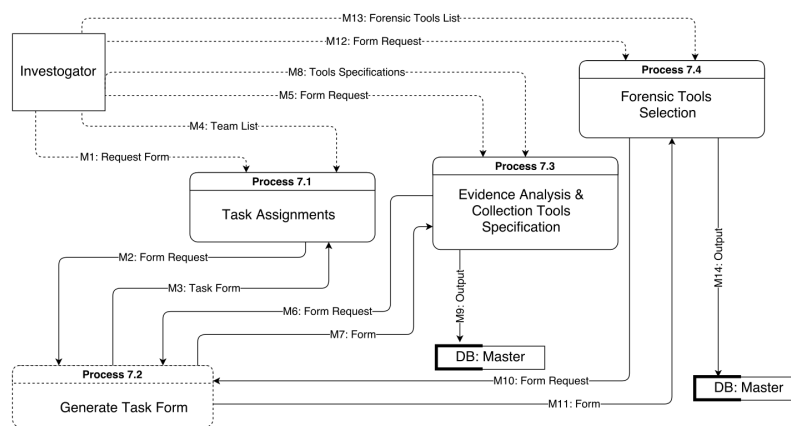 M13: Forensic Tools List
M12: Form Request
Investogator
Process 7.4
Forensic Tools
Selection
M8: Tools Specifications
M5: Form Request
M4: Team List
M1: Request Form
Process 7.3
Evidence Analysis &
Collection Tools
Specification
Process 7.1
Task Assignments
M2: Form Request
M3: Task Form
M6: Form Request
M7: Form
M9: Output
M14: Output
DB: Master
Process 7.2
Generate Task Form
M10: Form Request
M11: Form
DB: Master